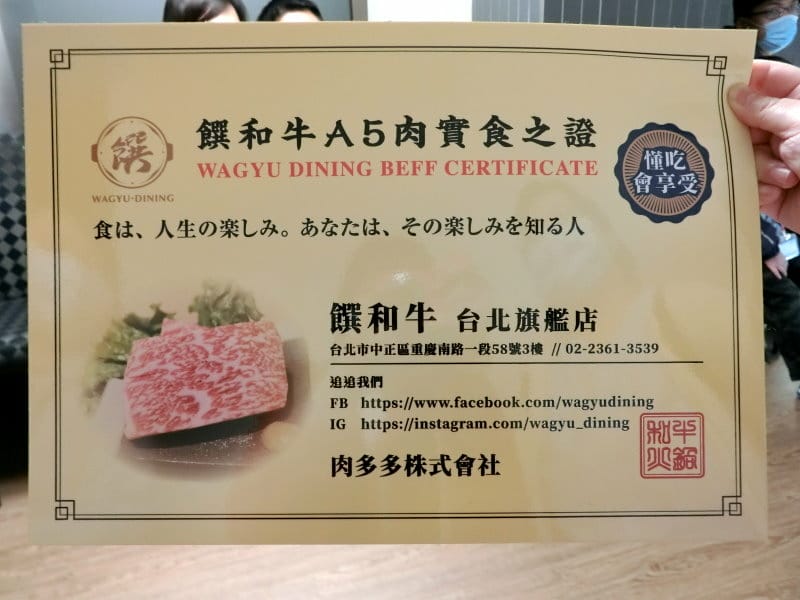 饌和牛A5肉實食之證
WAGYU DINING BEFF CERTIFICATE
饌
WAGYU·DINING
懂吃
會享受
食は、人生の楽しみ。あなたは、その楽しみを知る人
饌和牛 台北旗艦店
台北市中正區重慶南路一段58號3樓 // 02-2361-3539
追追我們
FB https://www.facebook.com/wagyudining
IG https://instagram.com/wagyu_dining
肉多多株式會社
和牛
火鍋